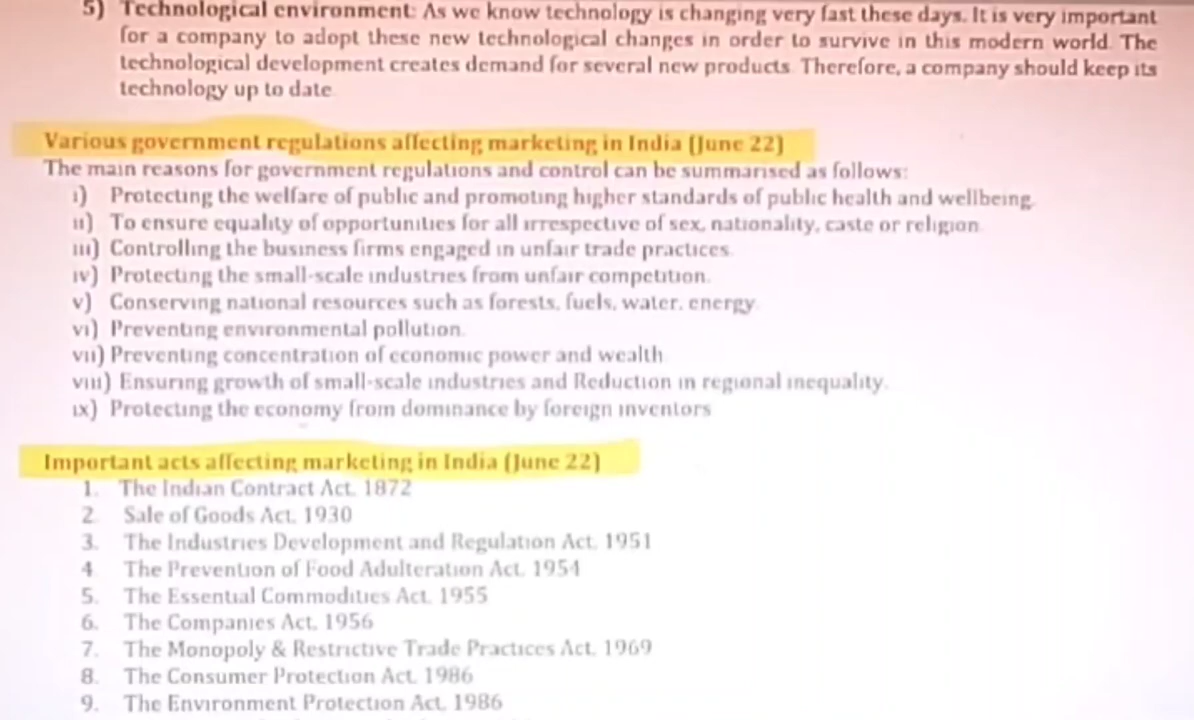 5) Technological environment: As we know technology is changing very fast these days. It is very important
for a company to adopt these new technological changes in order to survive in this modern world. The
technological development creates demand for several new products. Therefore, a company should keep its
technology up to date.
Various government regulations affecting marketing in India (June 22)
The main reasons for government regulations and control can be summarised as follows:
i) Protecting the welfare of public and promoting higher standards of public health and wellbeing.
ii) To ensure equality of opportunities for all irrespective of sex, nationality, caste or religion.
iii) Controlling the business firms engaged in unfair trade practices.
iv) Protecting the small-scale industries from unfair competition.
v) Conserving national resources such as forests, fuels, water, energy.
vi) Preventing environmental pollution.
vii) Preventing concentration of economic power and wealth.
viii) Ensuring growth of small-scale industries and Reduction in regional inequality.
ix) Protecting the economy from dominance by foreign inventors
Important acts affecting marketing in India (June 22)
1. The Indian Contract Act, 1872
2. Sale of Goods Act, 1930
3. The Industries Development and Regulation Act, 1951
4. The Prevention of Food Adulteration Act, 1954
5. The Essential Commodities Act, 1955
6. The Companies Act, 1956
7. The Monopoly & Restrictive Trade Practices Act, 1969
8. The Consumer Protection Act, 1986
9. The Environment Protection Act, 1986